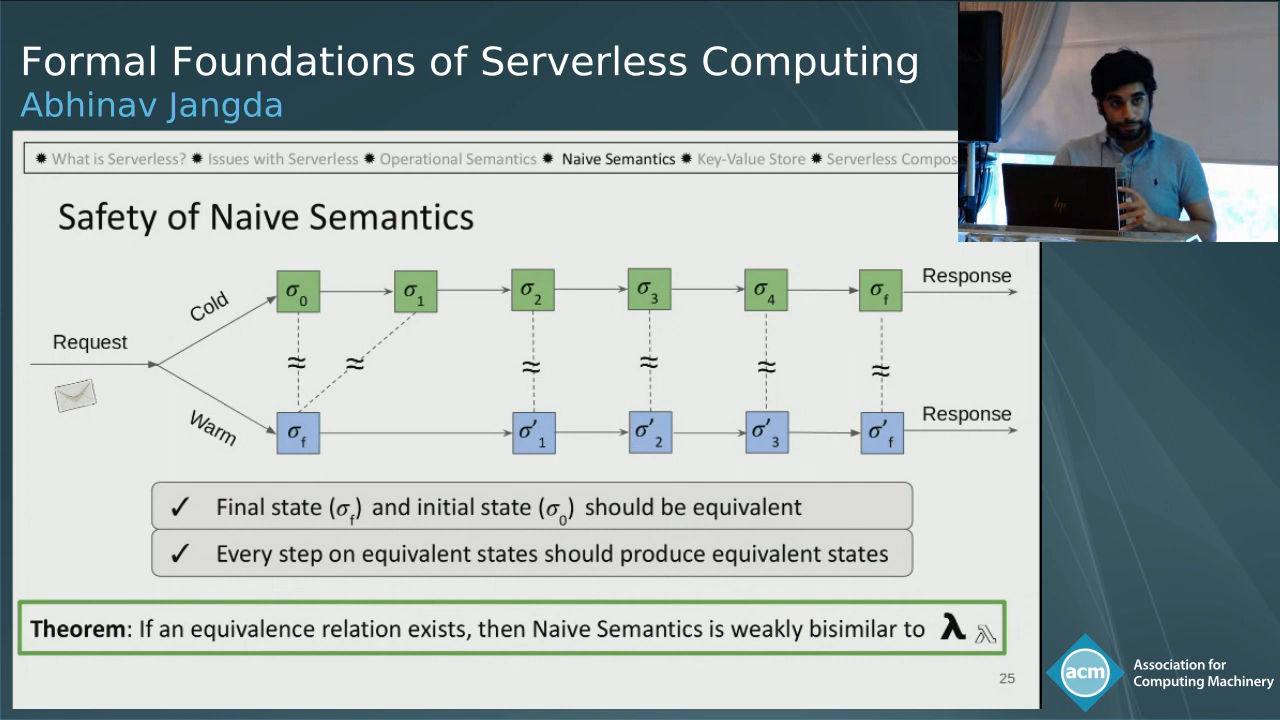 Formal Foundations of Serverless Computing
Abhinav Jangda
✹ What is Serverless? ✹ Issues with Serverless ✹ Operational Semantics ✹ Naive Semantics ✹ Key-Value Store ✹ Serverless Compos
Safety of Naive Semantics
Request
Cold
σ0 σ1 σ2 σ3 σ4 σf Response
≈ ≈ ≈ ≈ ≈ ≈
Warm
σf σ′1 σ′2 σ′3 σ′f Response
✓ Final state (σf) and initial state (σ0) should be equivalent
✓ Every step on equivalent states should produce equivalent states
Theorem: If an equivalence relation exists, then Naive Semantics is weakly bisimilar to λ λ
25
hp
acm
Association for
Computing Machinery